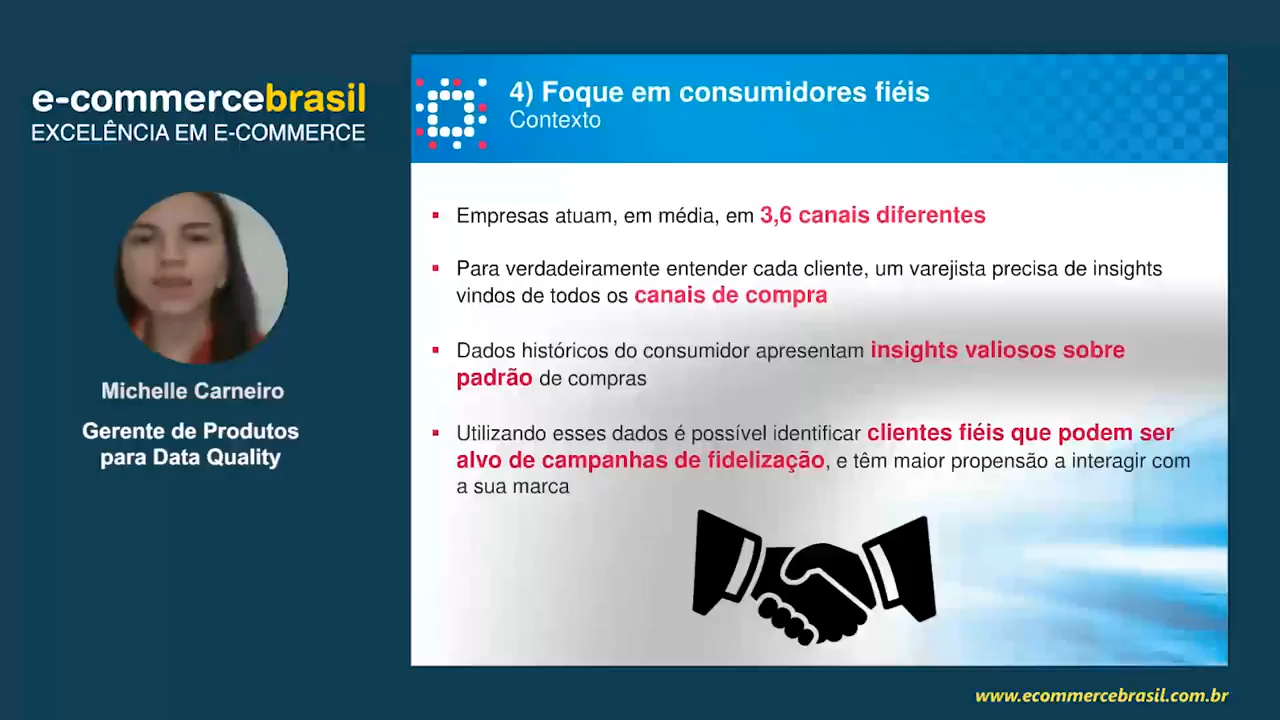 e-commercebrasil
EXCELÊNCIA EM E-COMMERCE
Michelle Carneiro
Gerente de Produtos
para Data Quality
4) Foque em consumidores fiéis
Contexto
Empresas atuam, em média, em 3,6 canais diferentes
Para verdadeiramente entender cada cliente, um varejista precisa de insights
vindos de todos os canais de compra
Dados históricos do consumidor apresentam insights valiosos sobre
padrão de compras
Utilizando esses dados é possível identificar clientes fiéis que podem ser
alvo de campanhas de fidelização, e têm maior propensão a interagir com
a sua marca
www.ecommercebrasil.com.br